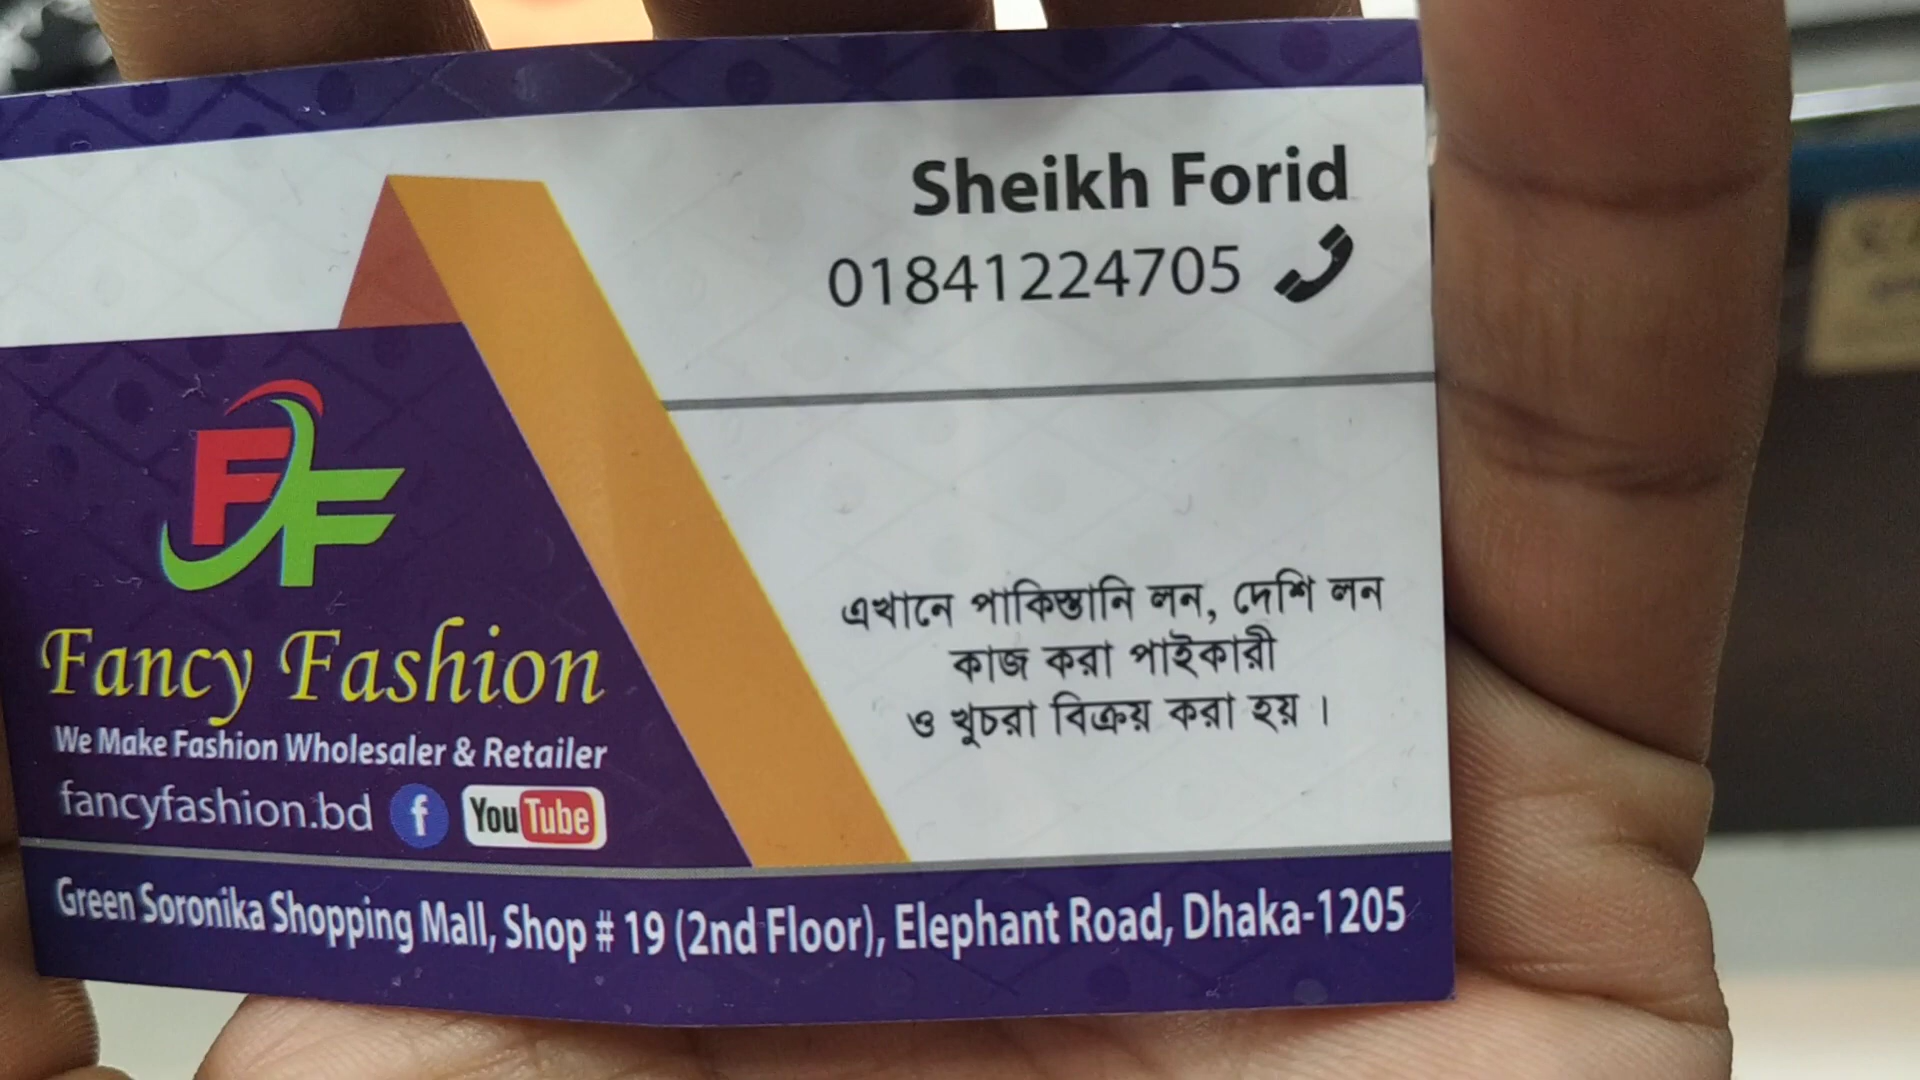 Sheikh Forid
01841224705
FF
Fancy Fashion
We Make Fashion Wholesaler & Retailer
fancyfashion.bd f YouTube
এখানে পাকিস্তানি লন, দেশি লন
কাজ করা পাইকারী
ও খুচরা বিক্রয় করা হয়।
Green Soronika Shopping Mall, Shop # 19 (2nd Floor), Elephant Road, Dhaka-1205